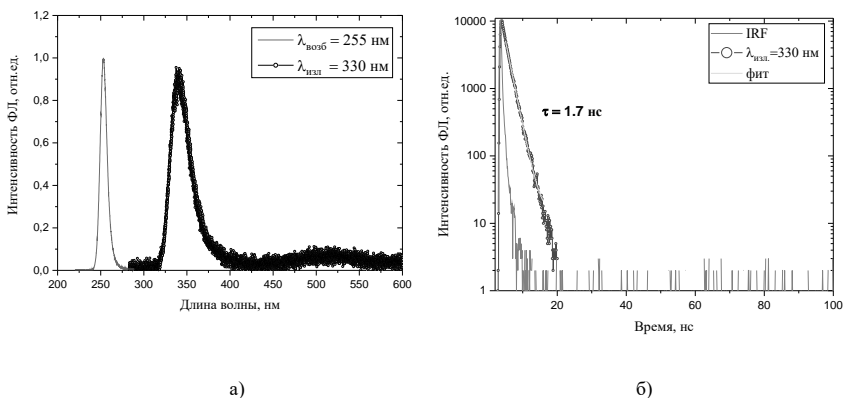 1,2
1,0
0,8
0,6
0,4
0,2
0,0
200 250 300 350 400 450 500 550 600
Интенсивность ФЛ, отн.ед.
Длина волны, нм
λвозб = 255 нм
λизл = 330 нм
а)
10000
1000
100
10
1
20 40 60 80 100
Интенсивность ФЛ, отн.ед.
Время, нс
IRF
λизл.=330 нм
фит
τ = 1.7 нс
б)